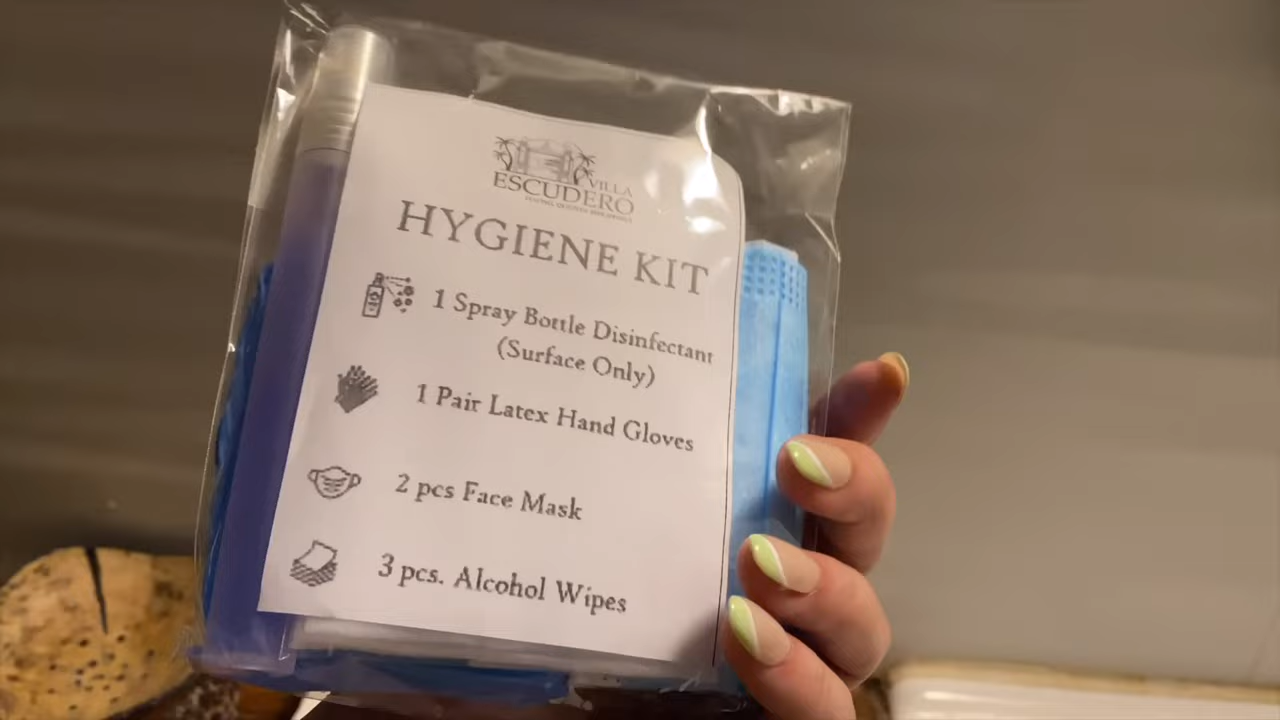 VILLA
ESCUDERO
HYGIENE KIT
1 Spray Bottle Disinfectant
(Surface Only)
1 Pair Latex Hand Gloves
2 pcs Face Mask
3 pcs. Alcohol Wipes